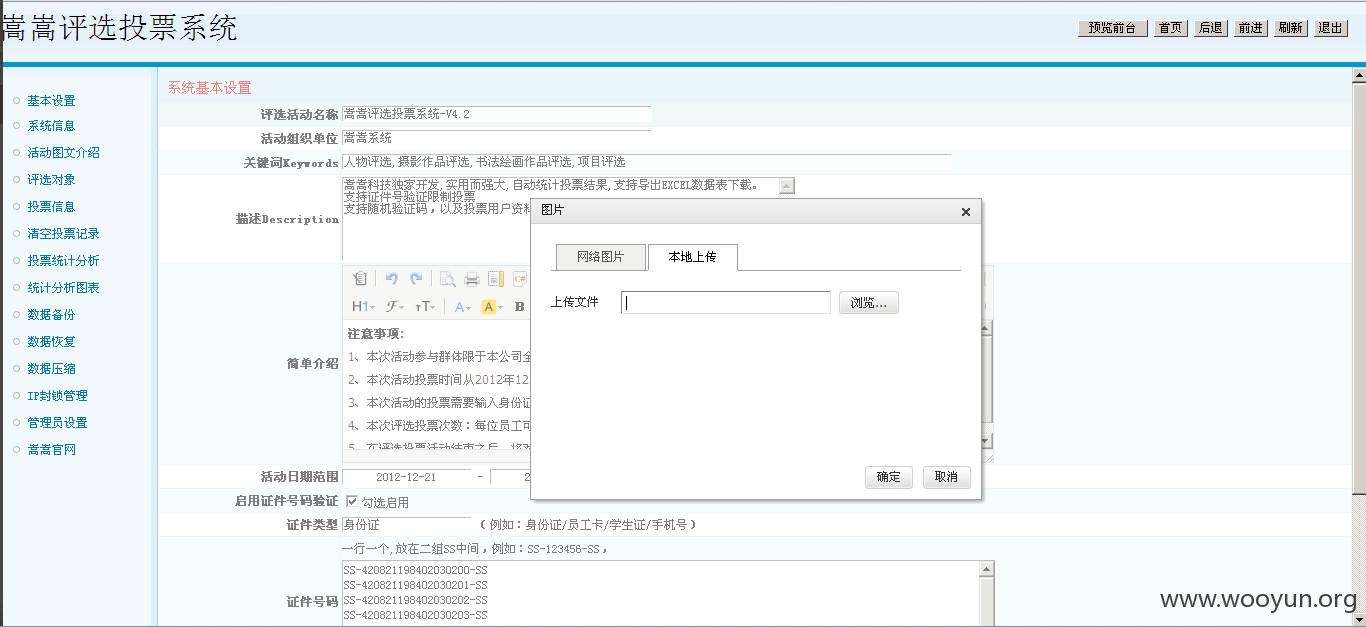 嵩嵩评选投票系统
预览前台 首页 后退 前进 刷新 退出
基本设置
系统信息
活动图文介绍
评选对象
投票信息
清空投票记录
投票统计分析
统计分析图表
数据备份
数据恢复
数据压缩
IP封锁管理
管理员设置
嵩嵩官网
系统基本设置
评选活动名称 嵩嵩评选投票系统-V4.2
活动组织单位 嵩嵩系统
关键词Keywords 人物评选,摄影作品评选,书法绘画作品评选,项目评选
描述Description
嵩嵩科技独家开发,实用而强大,自动统计投票结果,支持导出EXCEL数据表下载。
支持证件号验证限制投票
支持随机验证码，以及投票用户资料
图片
网络图片 本地上传
上传文件 浏览...
确定 取消
H1 F TT A A B
简单介绍
注意事项:
1、本次活动参与群体限于本公司全
2、本次活动投票时间从2012年12
3、本次活动的投票需要输入身份证
4、本次评选投票次数：每位员工可
5、在评选投票活动结束之后，将对
活动日期范围 2012-12-21 - 2
启用证件号码验证 勾选启用
证件类型 身份证 （例如：身份证/员工卡/学生证/手机号）
一行一个,放在二组SS中间，例如：SS-123456-SS，
证件号码
SS-420821198402030200-SS
SS-420821198402030201-SS
SS-420821198402030202-SS
SS-420821198402030203-SS
www.wooyun.org